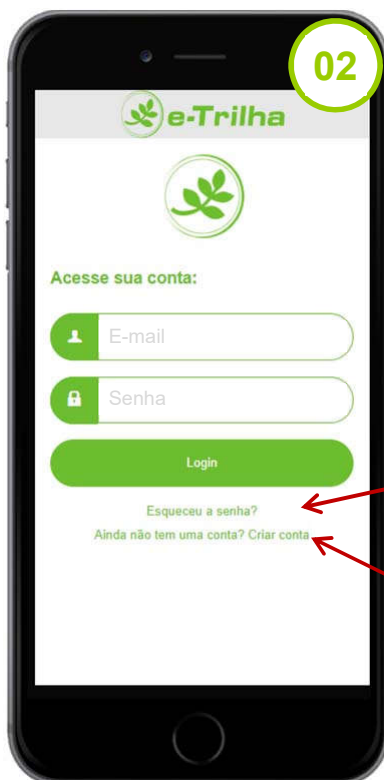 02
e-Trilha
Acesse sua conta:
E-mail
Senha
Login
Esqueceu a senha?
Ainda não tem uma conta? Criar conta